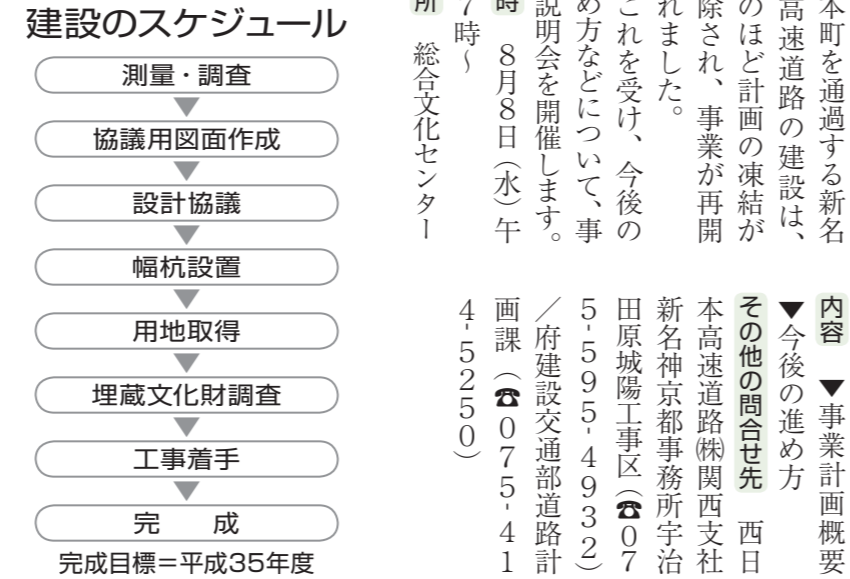 建設のスケジュール
測量・調査
協議用図面作成
設計協議
幅杭設置
用地取得
埋蔵文化財調査
工事着手
完　　成
完成目標=平成35年度
本町を通過する新名
高速道路の建設は、
のほど計画の凍結が
除され、事業が再開
れました。
これを受け、今後の
め方などについて、事
説明会を開催します。
時　8月8日（水）午
7時～
所　総合文化センター
内容　▼事業計画概要
▼今後の進め方
その他の問合せ先　西日
本高速道路㈱関西支社
新名神京都事務所宇治
田原城陽工事区（☎07
5-595-4932）
／府建設交通部道路計
画課（☎075-41
4-5250）